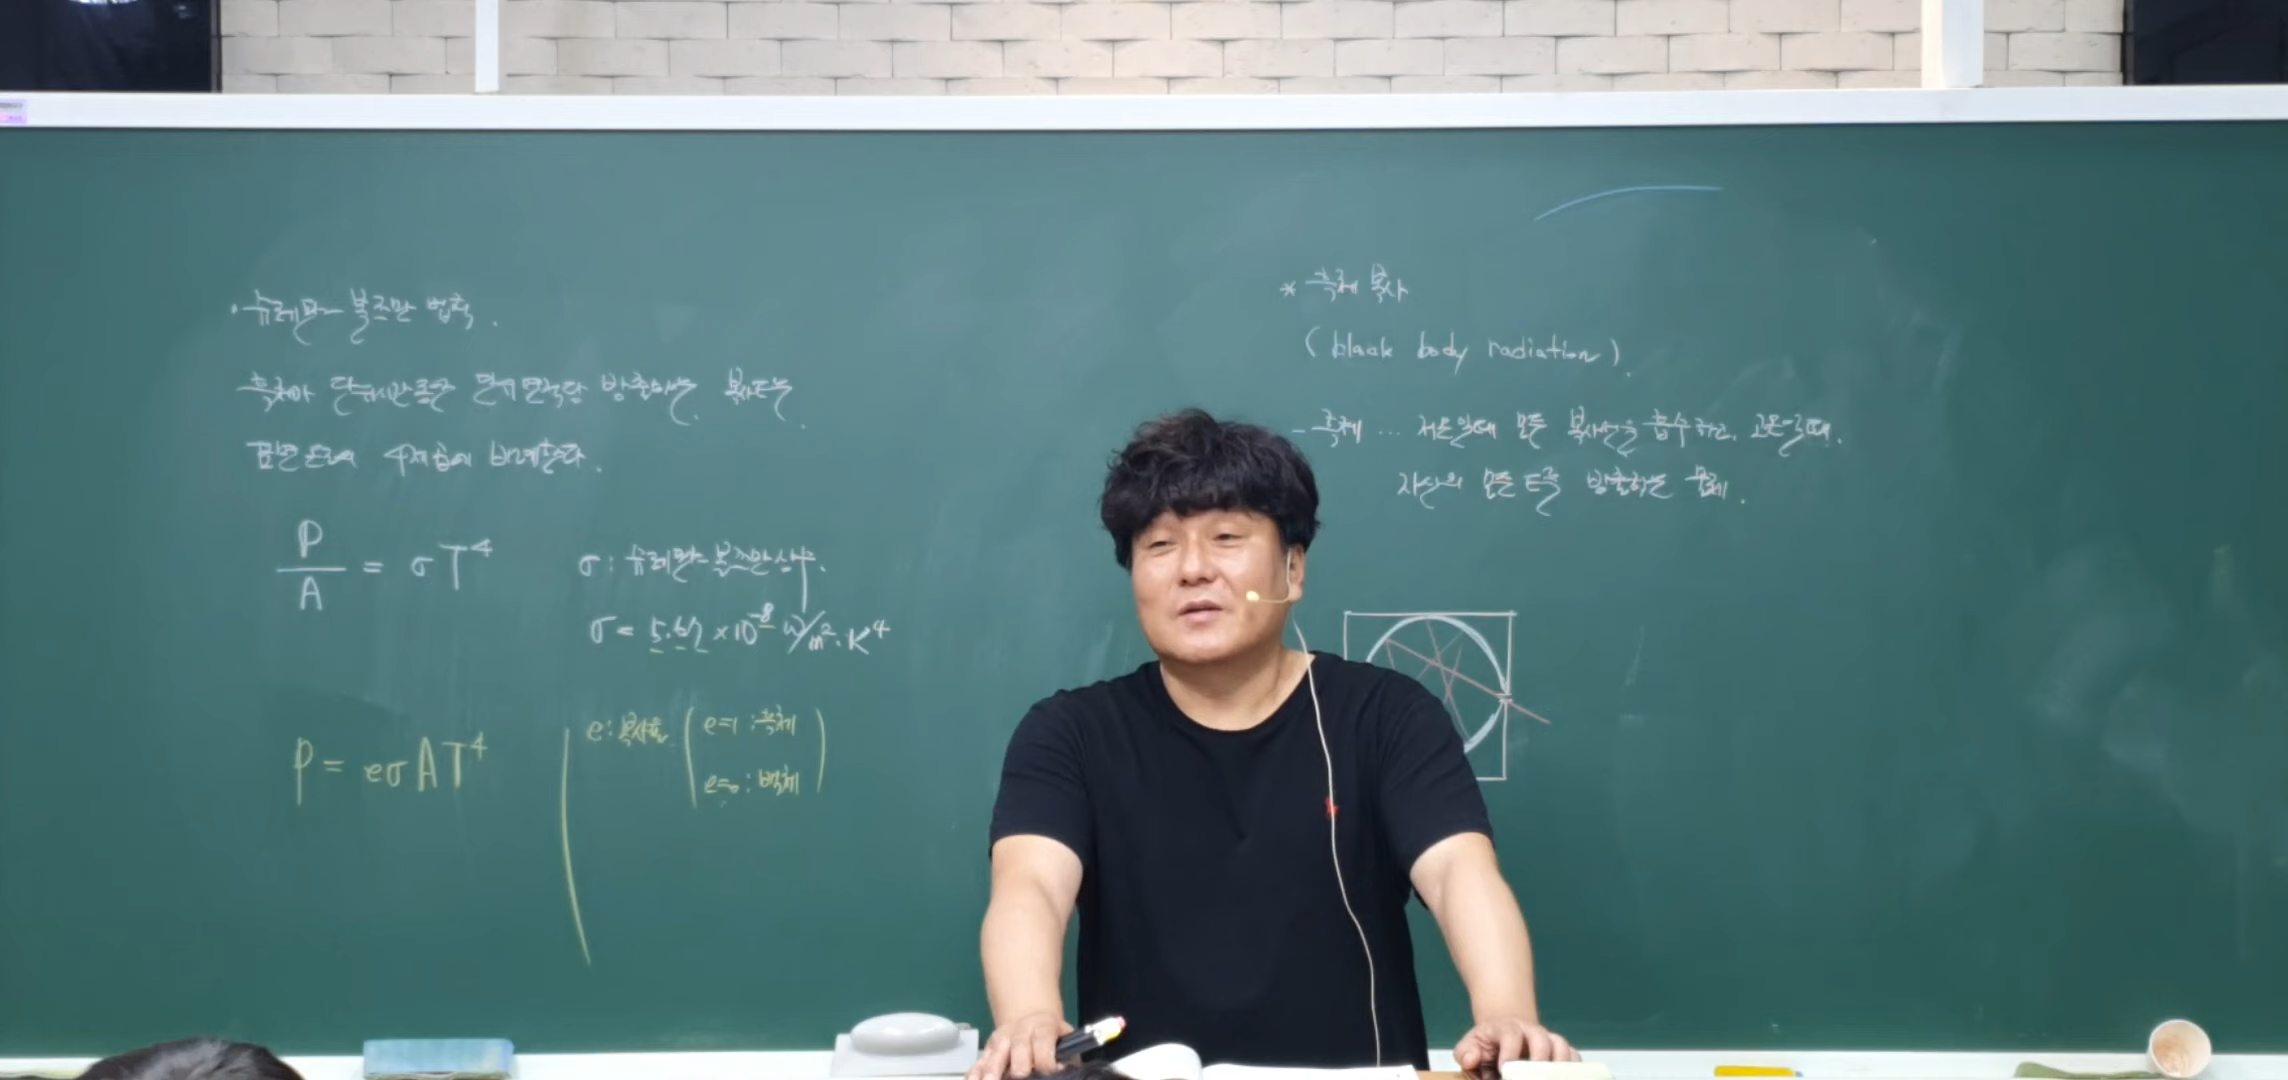 · 슈테판-볼츠만 법칙.
흑체가 단위시간동안 단위면적당 방출하는 복사도는
표면온도의 4제곱에 비례한다.
P/A = σT⁴
σ : 슈테판-볼츠만 상수.
σ = 5.67 ×10⁻⁸ W/m²·K⁴
P = eσAT⁴
e : 복사율 ( e=1 : 흑체
e=0 : 백체 )
* 흑체 복사
( black body radiation ).
- 흑체 ... 저온일때 모든 복사선을 흡수하고, 고온일때,
자신의 모든 E를 방출하는 물체.